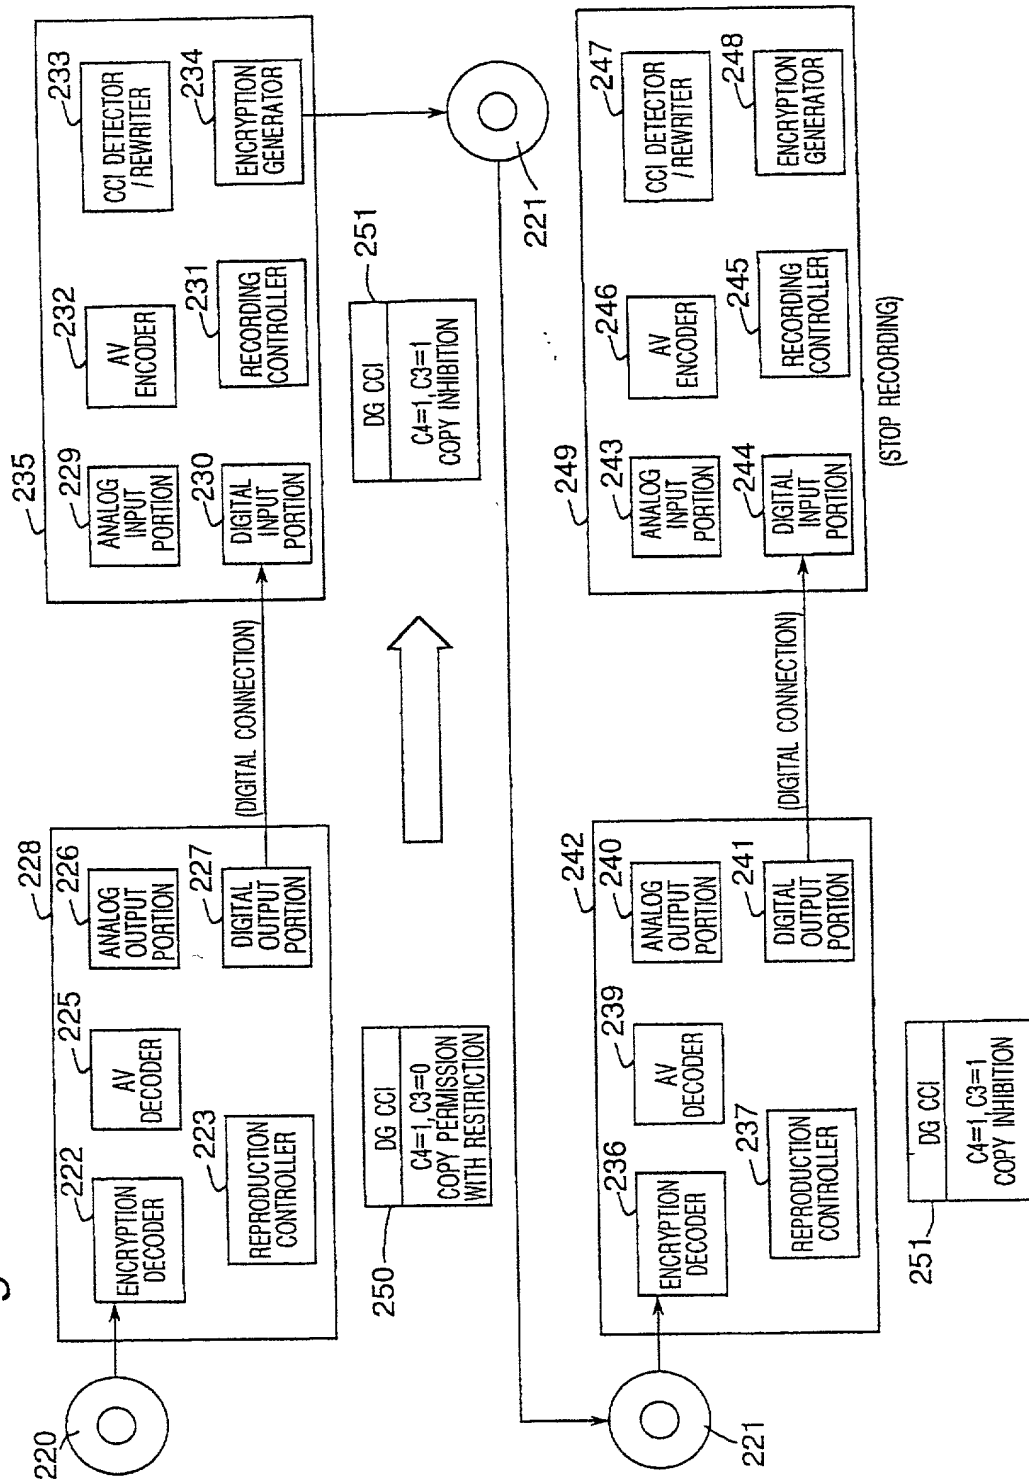 220
222
ENCRYPTION
DECODER
223
REPRODUCTION
CONTROLLER
225
AV
DECODER
228
226
ANALOG
OUTPUT
PORTION
227
DIGITAL
OUTPUT
PORTION
(DIGITAL CONNECTION)
235
229
ANALOG
INPUT
PORTION
230
DIGITAL
INPUT
PORTION
232
AV
ENCODER
231
RECORDING
CONTROLLER
233
CCI DETECTOR
/REWRITER
234
ENCRYPTION
GENERATOR
250
DG CCI
C4=1, C3=0
COPY PERMISSION
WITH RESTRICTION
251
DG CCI
C4=1, C3=1
COPY INHIBITION
221
221
236
ENCRYPTION
DECODER
237
REPRODUCTION
CONTROLLER
239
AV
DECODER
242
240
ANALOG
OUTPUT
PORTION
241
DIGITAL
OUTPUT
PORTION
(DIGITAL CONNECTION)
249
243
ANALOG
INPUT
PORTION
244
DIGITAL
INPUT
PORTION
246
AV
ENCODER
245
RECORDING
CONTROLLER
247
CCI DETECTOR
/REWRITER
248
ENCRYPTION
GENERATOR
251
DG CCI
C4=1, C3=1
COPY INHIBITION
(STOP RECORDING)